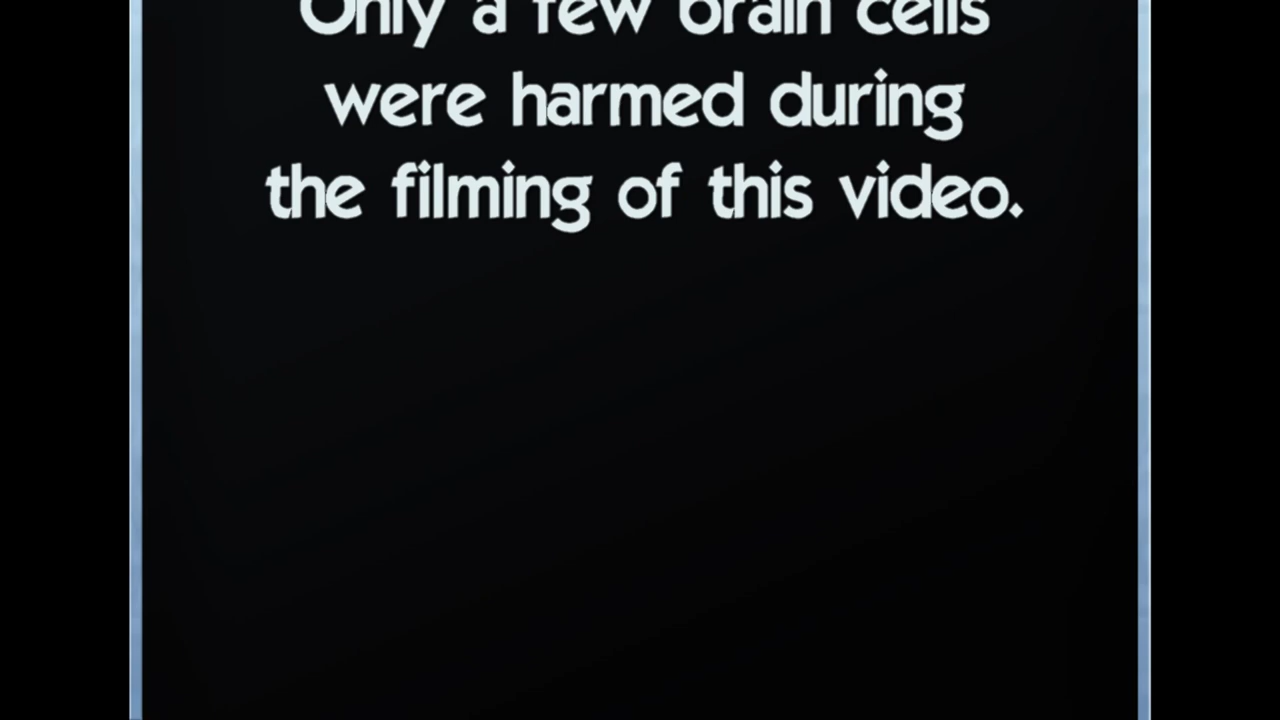 Only a few brain cells
were harmed during
the filming of this video.